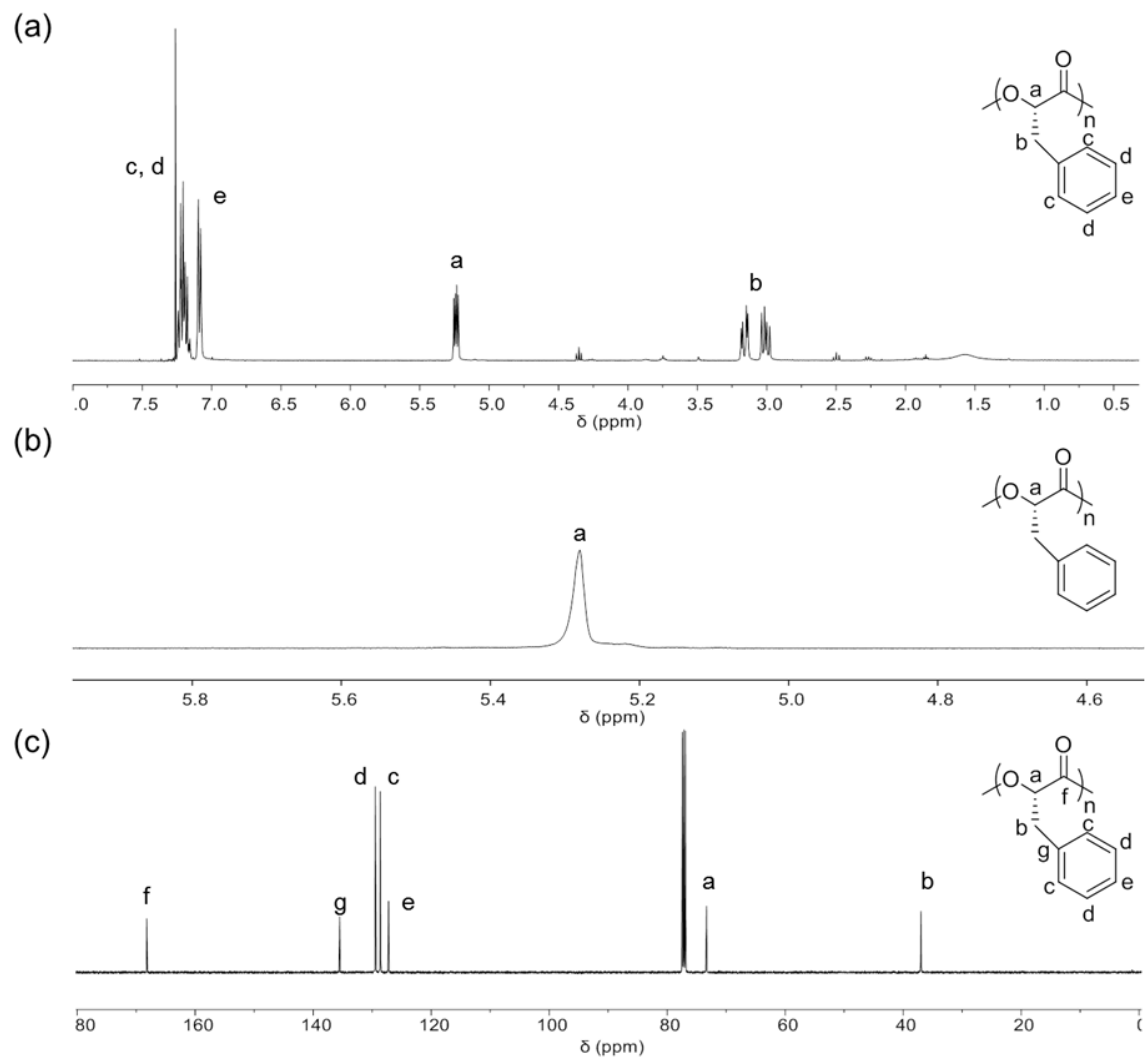 (a)
O
O
a
n
b
c
d
c
e
d
c, d
e
a
b
.0 7.5 7.0 6.5 6.0 5.5 5.0 4.5 4.0 3.5 3.0 2.5 2.0 1.5 1.0 0.5
δ (ppm)
(b)
O
O
a
n
a
5.8 5.6 5.4 5.2 5.0 4.8 4.6
δ (ppm)
(c)
O
O
a
f
n
b
c
g
d
c
e
d
d
c
f
g
e
a
b
80 160 140 120 100 80 60 40 20 0
δ (ppm)